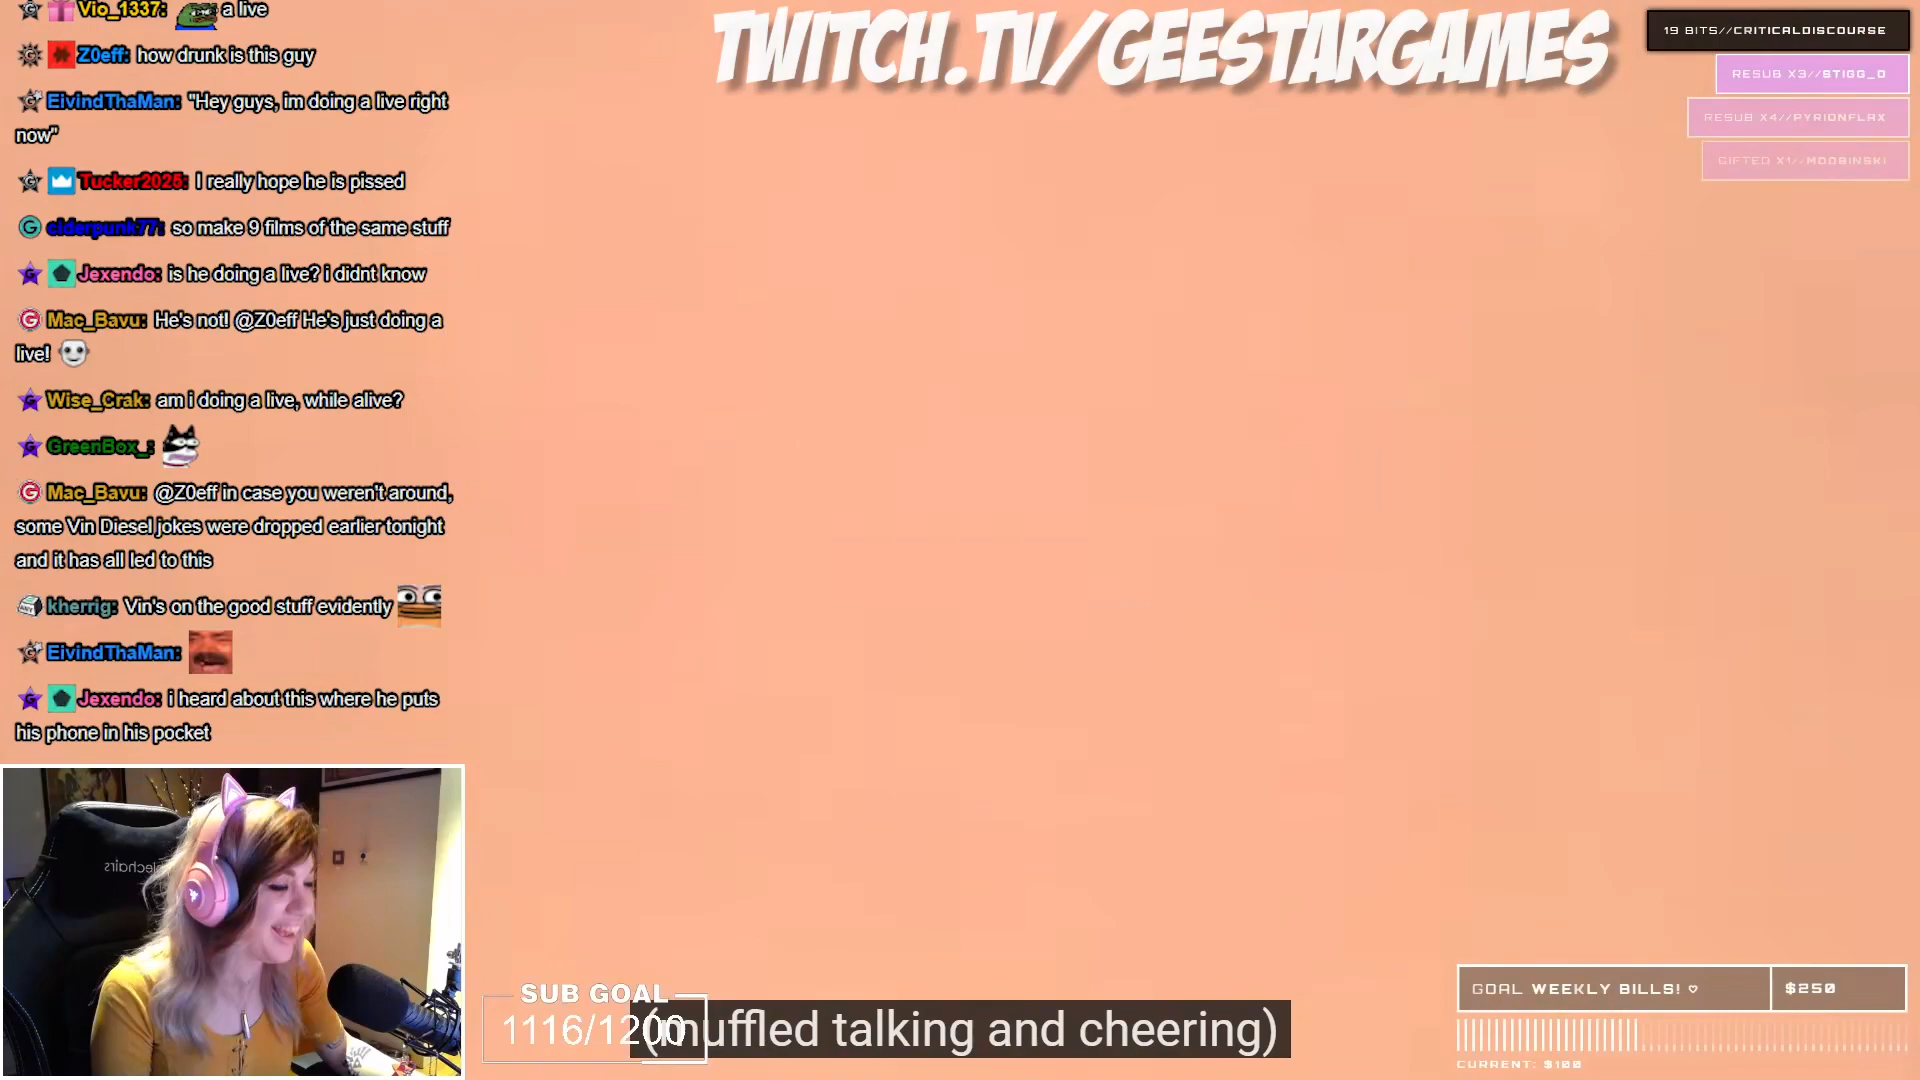 Vio_1337: a live
Z0eff: how drunk is this guy
EivindThaMan: "Hey guys, im doing a live right
now"
Tucker2025: I really hope he is pissed
ciderpunk77: so make 9 films of the same stuff
Jexendo: is he doing a live? i didnt know
Mac_Bavu: He's not! @Z0eff He's just doing a
live!
Wise_Crak: am i doing a live, while alive?
GreenBox_:
Mac_Bavu: @Z0eff in case you weren't around,
some Vin Diesel jokes were dropped earlier tonight
and it has all led to this
kherrig: Vin's on the good stuff evidently
EivindThaMan:
Jexendo: i heard about this where he puts
his phone in his pocket
TWITCH.TV/GEESTARGAMES
19 BITS//CRITICALDISCOURSE
RESUB X3//STIGG_O
RESUB X4//PYRIONFLAX
GIFTED X1//MOOBINSKI
SUB GOAL
1116/1200
(muffled talking and cheering)
GOAL WEEKLY BILLS! ♡ $250
CURRENT: $100